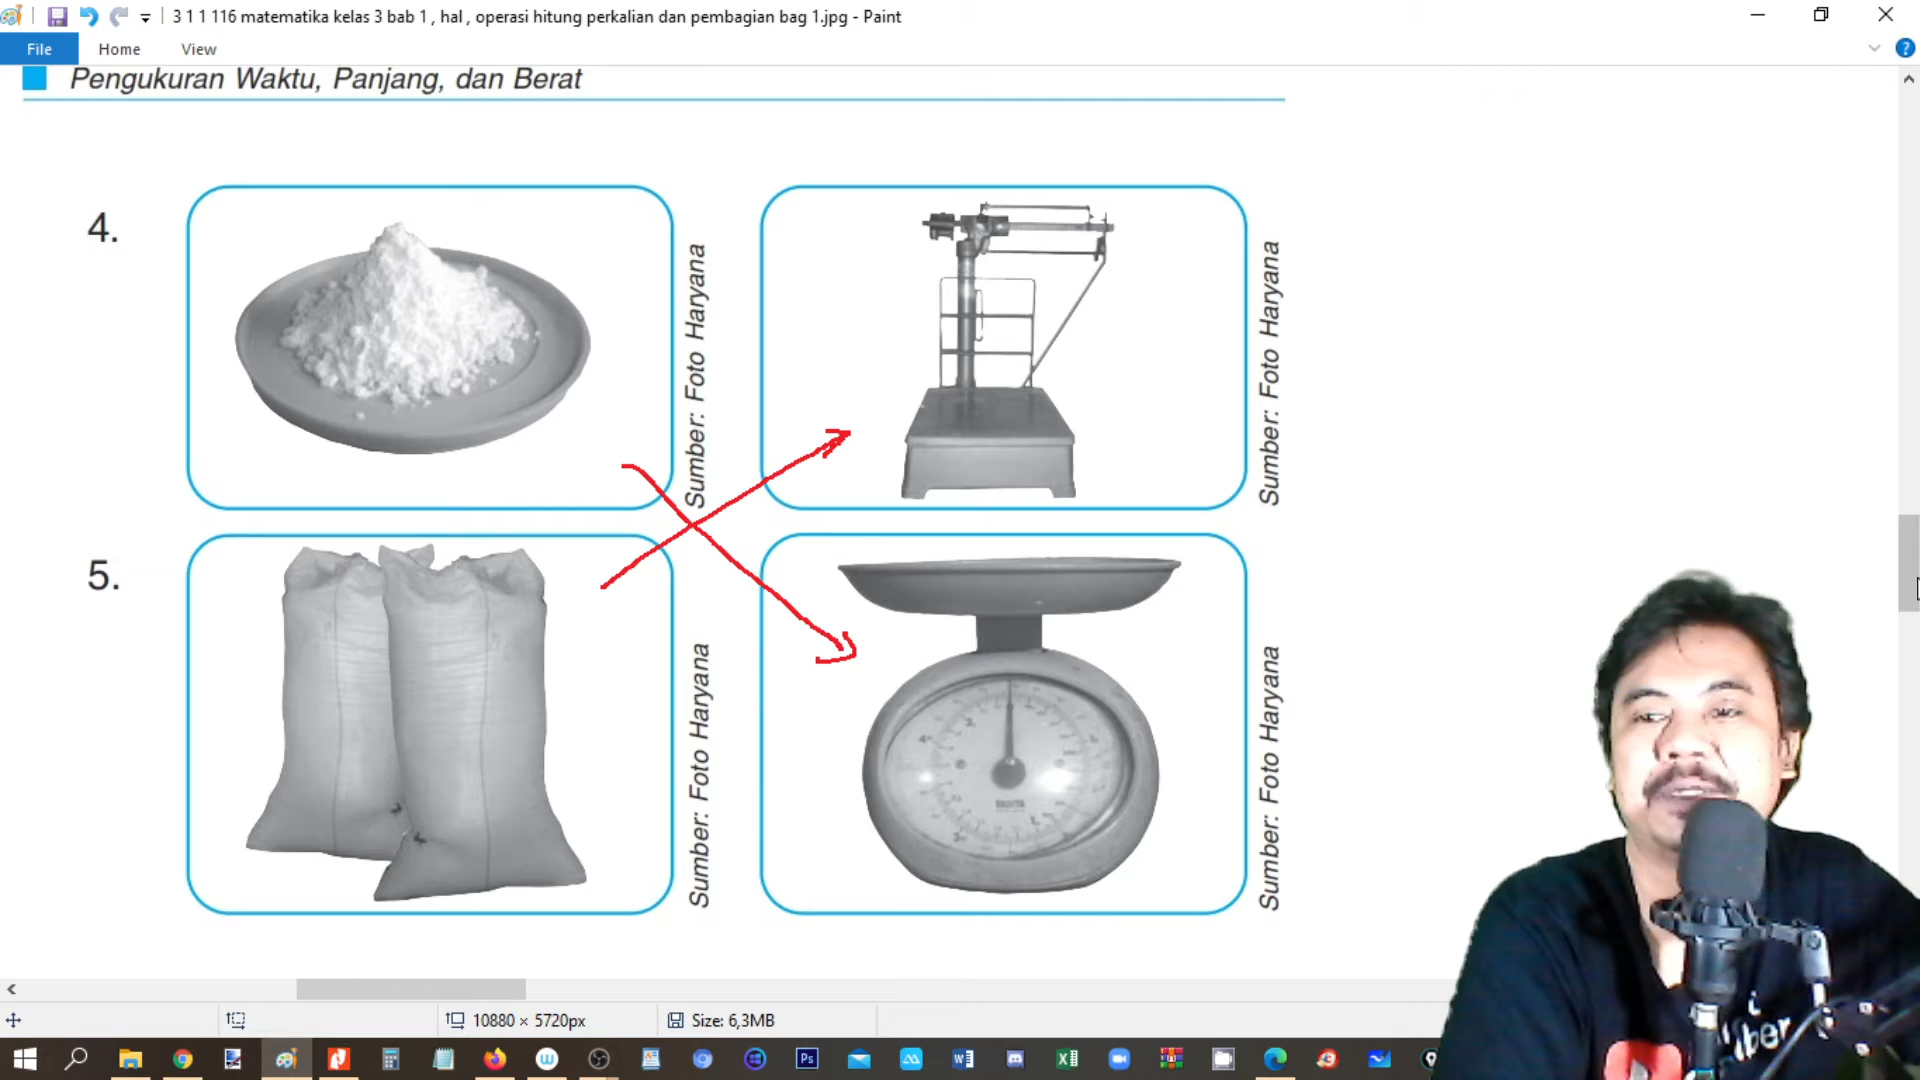 3 1 1 116 matematika kelas 3 bab 1 , hal , operasi hitung perkalian dan pembagian bag 1.jpg - Paint
File Home View
Pengukuran Waktu, Panjang, dan Berat
4.
Sumber: Foto Haryana
Sumber: Foto Haryana
5.
Sumber: Foto Haryana
TANITA
Sumber: Foto Haryana
10880 × 5720px
Size: 6,3MB
Ps